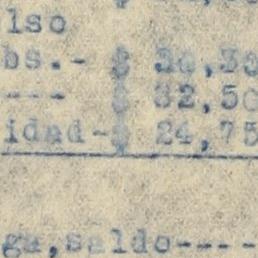 lso
bs.- $ 30,30
--- $ 32,50
idad-$ 24,75
ga,saldo----